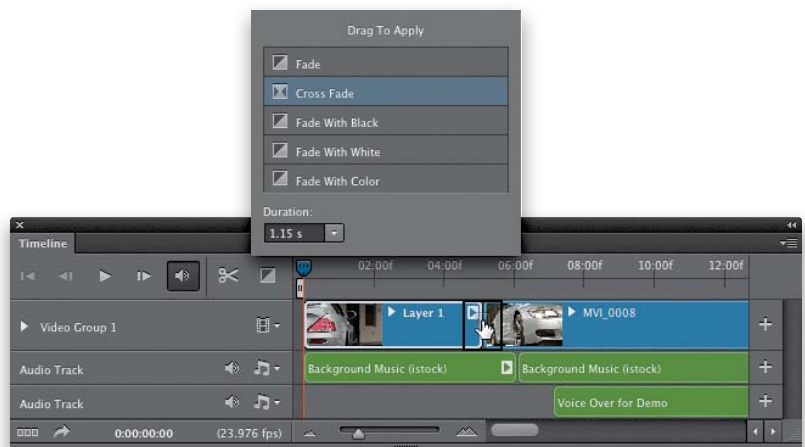 Drag To Apply
Fade
Cross Fade
Fade With Black
Fade With White
Fade With Color
Duration:
1.15 s
Timeline
02:00f 04:00f 06:00f 08:00f 10:00f 12:00f
Video Group 1
Layer 1
MVI_0008
Audio Track
Background Music (istock)
Background Music (istock)
Audio Track
Voice Over for Demo
0:00:00:00
(23.976 fps)